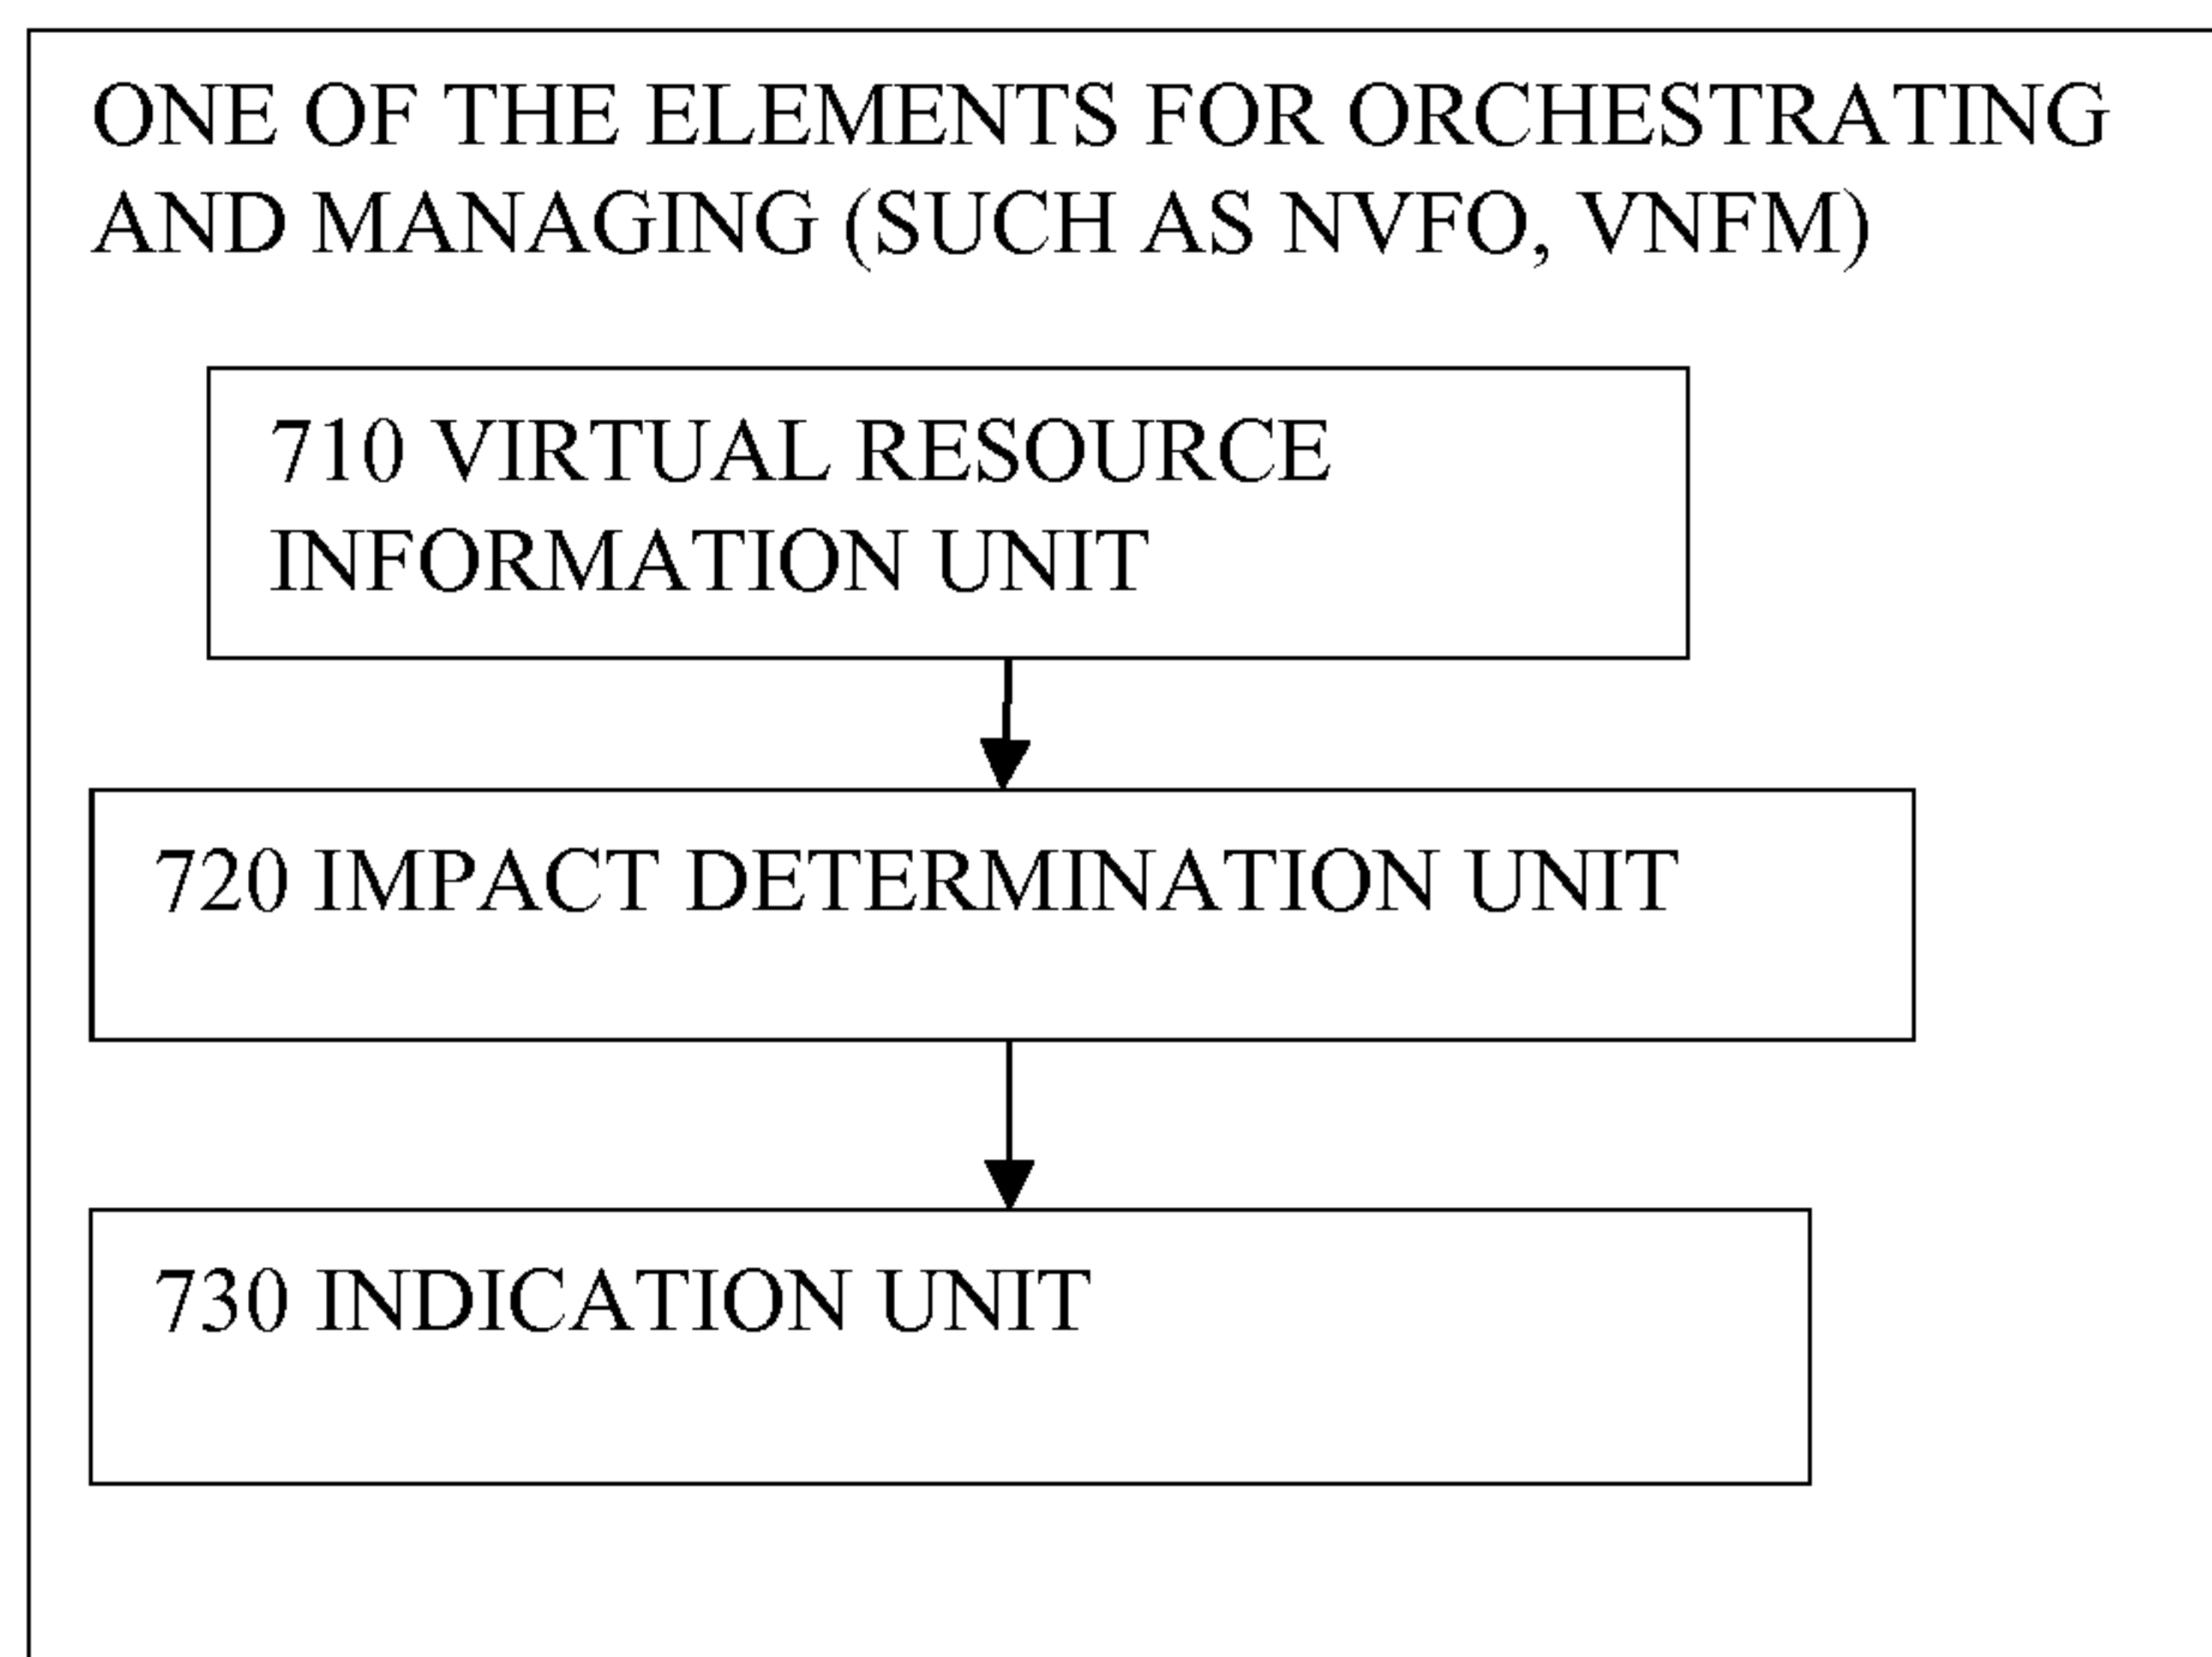 ONE OF THE ELEMENTS FOR ORCHESTRATING
AND MANAGING (SUCH AS NVFO, VNFM)
710 VIRTUAL RESOURCE
INFORMATION UNIT
720 IMPACT DETERMINATION UNIT
730 INDICATION UNIT